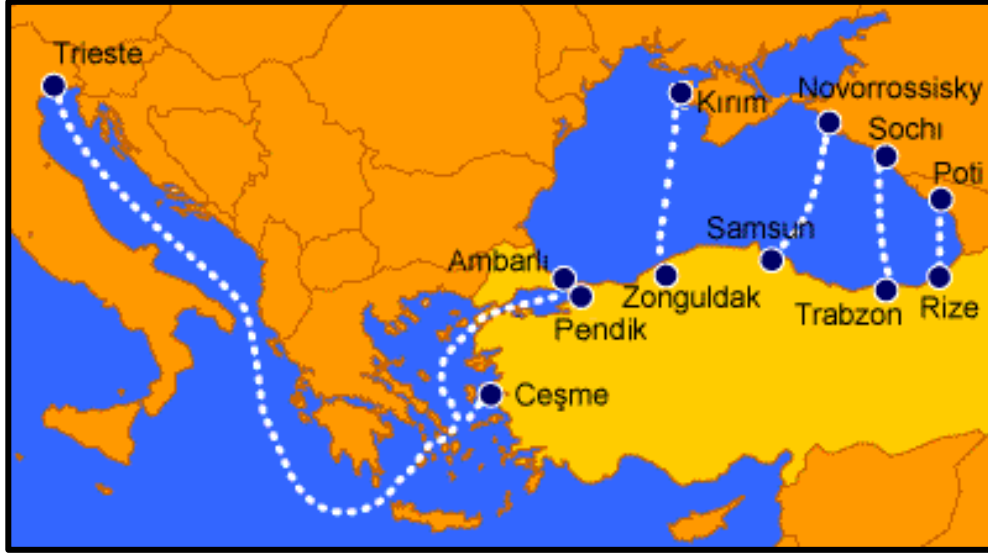 Trieste
Novorrossisky
Kırım
Sochı
Poti
Samsun
Ambarlı
Zonguldak
Trabzon
Rize
Pendik
Ceşme